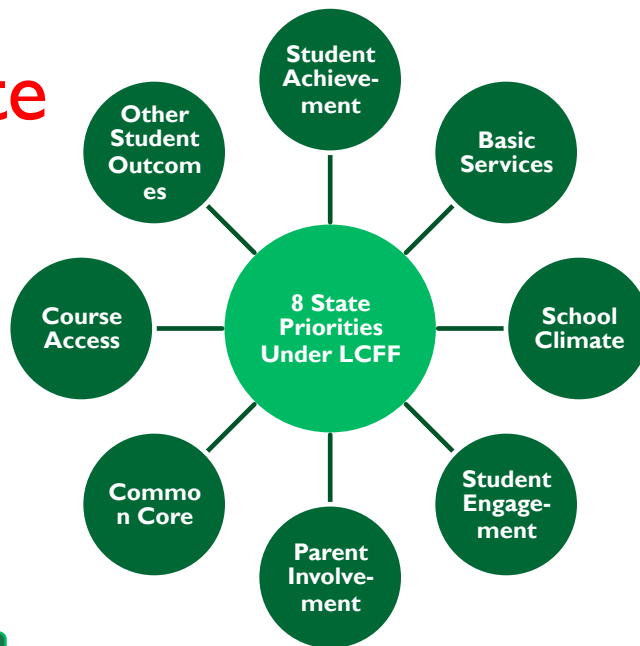 te
Student
Achieve-
ment
Other
Student
Outcom
es
Basic
Services
8 State
Priorities
Under LCFF
Course
Access
School
Climate
Commo
n Core
Student
Engage-
ment
Parent
Involve-
ment